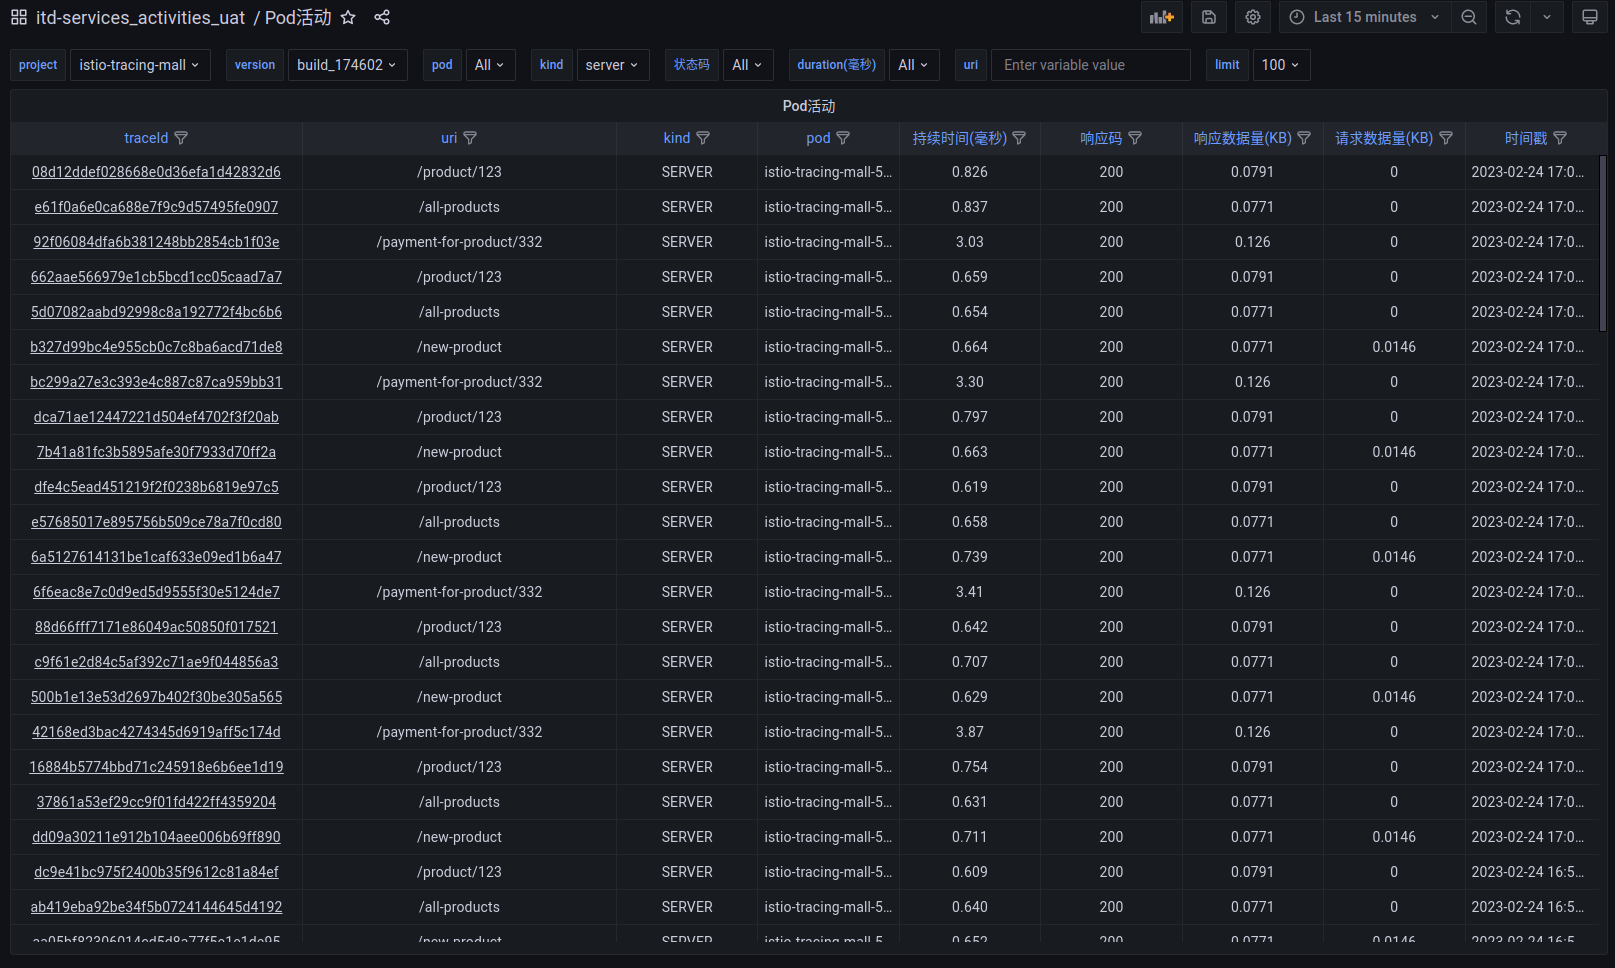 itd-services_activities_uat / Pod活动 Last 15 minutes
project istio-tracing-mall version build_174602 pod All kind server 状态码 All duration(毫秒) All uri Enter variable value limit 100
Pod活动
traceId uri kind pod 持续时间(毫秒) 响应码 响应数据量(KB) 请求数据量(KB) 时间戳
08d12ddef028668e0d36efa1d42832d6 /product/123 SERVER istio-tracing-mall-5... 0.826 200 0.0791 0 2023-02-24 17:0...
e61f0a6e0ca688e7f9c9d57495fe0907 /all-products SERVER istio-tracing-mall-5... 0.837 200 0.0771 0 2023-02-24 17:0...
92f06084dfa6b381248bb2854cb1f03e /payment-for-product/332 SERVER istio-tracing-mall-5... 3.03 200 0.126 0 2023-02-24 17:0...
662aae566979e1cb5bcd1cc05caad7a7 /product/123 SERVER istio-tracing-mall-5... 0.659 200 0.0791 0 2023-02-24 17:0...
5d07082aabd92998c8a192772f4bc6b6 /all-products SERVER istio-tracing-mall-5... 0.654 200 0.0771 0 2023-02-24 17:0...
b327d99bc4e955cb0c7c8ba6acd71de8 /new-product SERVER istio-tracing-mall-5... 0.664 200 0.0771 0.0146 2023-02-24 17:0...
bc299a27e3c393e4c887c87ca959bb31 /payment-for-product/332 SERVER istio-tracing-mall-5... 3.30 200 0.126 0 2023-02-24 17:0...
dca71ae12447221d504ef4702f3f20ab /product/123 SERVER istio-tracing-mall-5... 0.797 200 0.0791 0 2023-02-24 17:0...
7b41a81fc3b5895afe30f7933d70ff2a /new-product SERVER istio-tracing-mall-5... 0.663 200 0.0771 0.0146 2023-02-24 17:0...
dfe4c5ead451219f2f0238b6819e97c5 /product/123 SERVER istio-tracing-mall-5... 0.619 200 0.0791 0 2023-02-24 17:0...
e57685017e895756b509ce78a7f0cd80 /all-products SERVER istio-tracing-mall-5... 0.658 200 0.0771 0 2023-02-24 17:0...
6a5127614131be1caf633e09ed1b6a47 /new-product SERVER istio-tracing-mall-5... 0.739 200 0.0771 0.0146 2023-02-24 17:0...
6f6eac8e7c0d9ed5d9555f30e5124de7 /payment-for-product/332 SERVER istio-tracing-mall-5... 3.41 200 0.126 0 2023-02-24 17:0...
88d66fff7171e86049ac50850f017521 /product/123 SERVER istio-tracing-mall-5... 0.642 200 0.0791 0 2023-02-24 17:0...
c9f61e2d84c5af392c71ae9f044856a3 /all-products SERVER istio-tracing-mall-5... 0.707 200 0.0771 0 2023-02-24 17:0...
500b1e13e53d2697b402f30be305a565 /new-product SERVER istio-tracing-mall-5... 0.629 200 0.0771 0.0146 2023-02-24 17:0...
42168ed3bac4274345d6919aff5c174d /payment-for-product/332 SERVER istio-tracing-mall-5... 3.87 200 0.126 0 2023-02-24 17:0...
16884b5774bbd71c245918e6b6ee1d19 /product/123 SERVER istio-tracing-mall-5... 0.754 200 0.0791 0 2023-02-24 17:0...
37861a53ef29cc9f01fd422ff4359204 /all-products SERVER istio-tracing-mall-5... 0.631 200 0.0771 0 2023-02-24 17:0...
dd09a30211e912b104aee006b69ff890 /new-product SERVER istio-tracing-mall-5... 0.711 200 0.0771 0.0146 2023-02-24 17:0...
dc9e41bc975f2400b35f9612c81a84ef /product/123 SERVER istio-tracing-mall-5... 0.609 200 0.0791 0 2023-02-24 16:5...
ab419eba92be34f5b0724144645d4192 /all-products SERVER istio-tracing-mall-5... 0.640 200 0.0771 0 2023-02-24 16:5...
/new-product SERVER istio-tracing-mall-5... 0.652 200 0.0771 0.0146 2023-02-24 16:5...